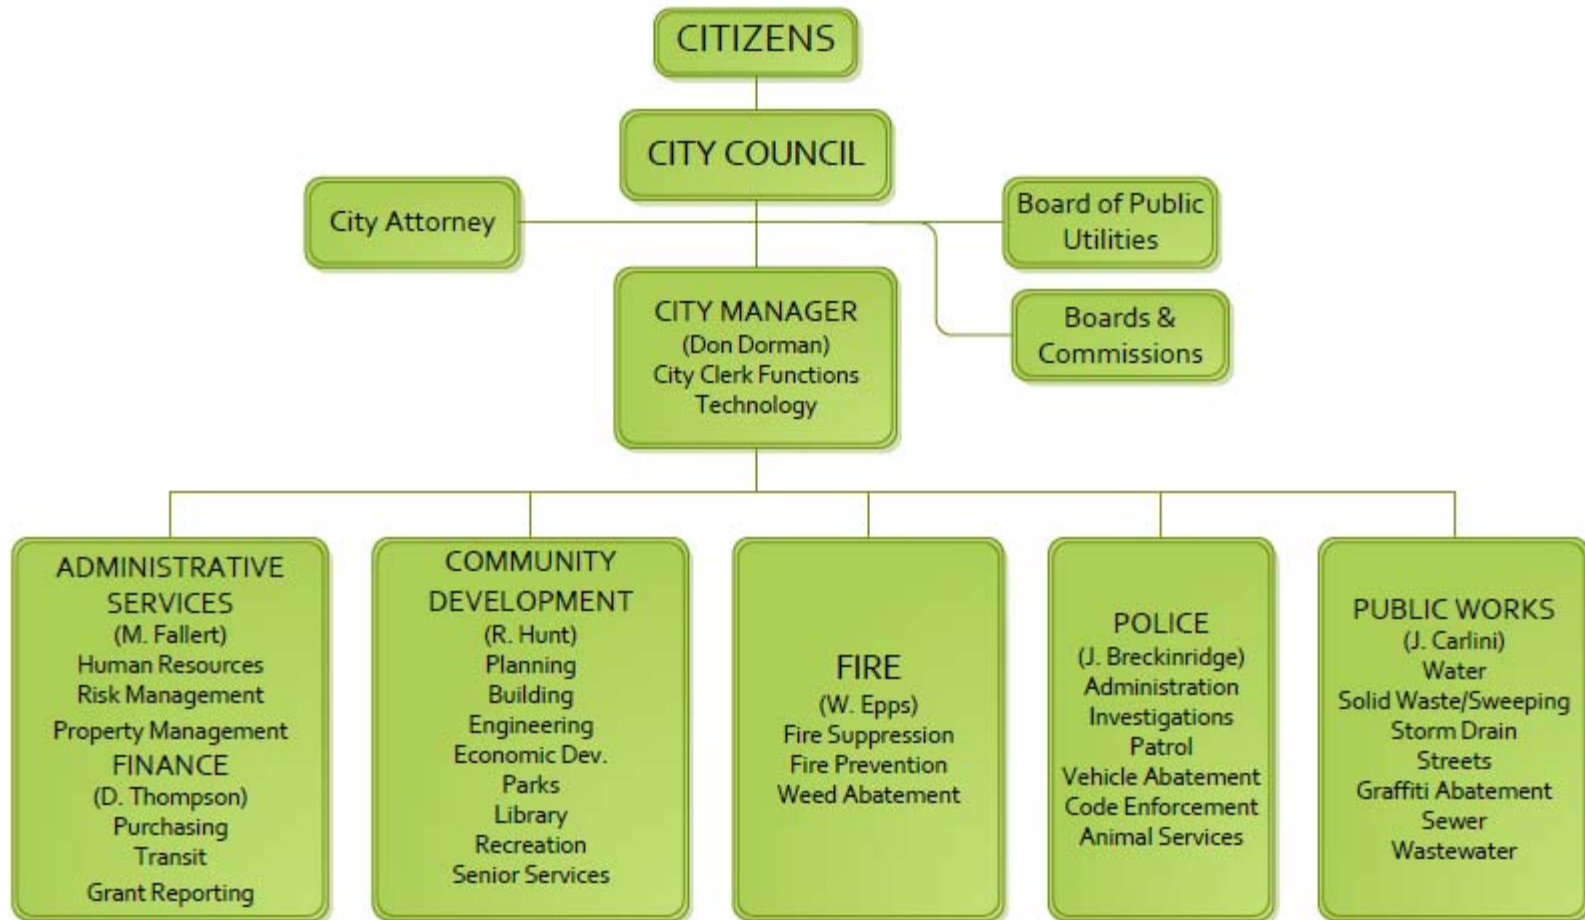 CITIZENS
CITY COUNCIL
City Attorney
Board of Public
Utilities
CITY MANAGER
(Don Dorman)
City Clerk Functions
Technology
Boards &
Commissions
ADMINISTRATIVE
SERVICES
(M. Fallert)
Human Resources
Risk Management
Property Management
FINANCE
(D. Thompson)
Purchasing
Transit
Grant Reporting
COMMUNITY
DEVELOPMENT
(R. Hunt)
Planning
Building
Engineering
Economic Dev.
Parks
Library
Recreation
Senior Services
FIRE
(W. Epps)
Fire Suppression
Fire Prevention
Weed Abatement
POLICE
(J. Breckinridge)
Administration
Investigations
Patrol
Vehicle Abatement
Code Enforcement
Animal Services
PUBLIC WORKS
(J. Carlini)
Water
Solid Waste/Sweeping
Storm Drain
Streets
Graffiti Abatement
Sewer
Wastewater